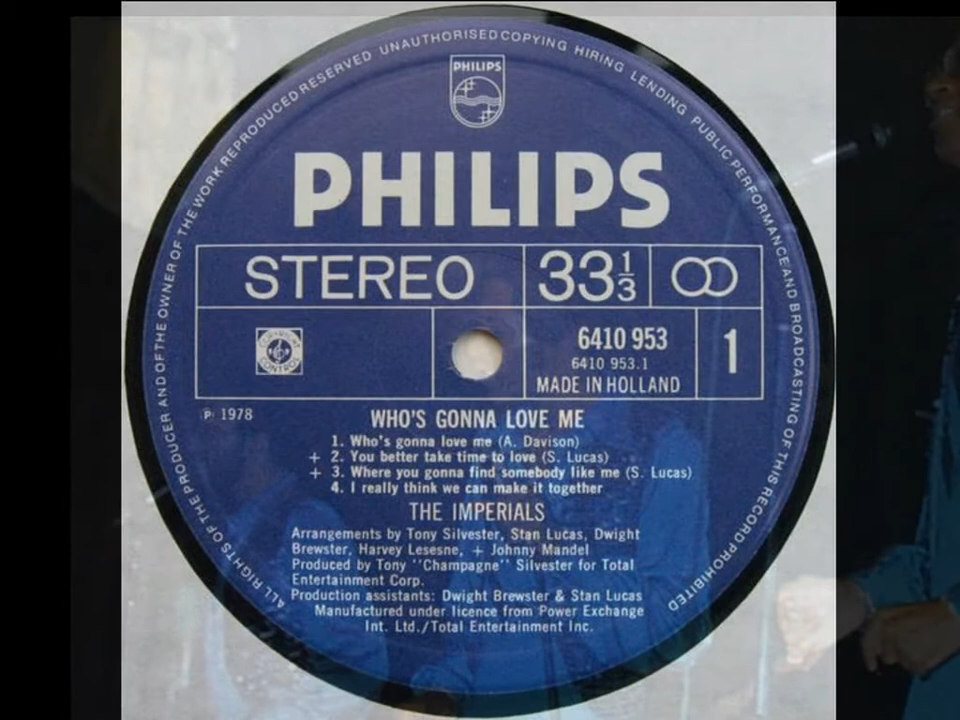 ALL RIGHTS OF THE PRODUCER AND OF THE OWNER OF THE WORK REPRODUCED RESERVED UNAUTHORISED COPYING HIRING LENDING PUBLIC PERFORMANCE AND BROADCASTING OF THIS RECORD PROHIBITED
PHILIPS
PHILIPS
STEREO 33 1/3
COPYRIGHT CONTROL
6410 953 1
6410 953.1
MADE IN HOLLAND
℗ 1978
WHO'S GONNA LOVE ME
1. Who's gonna love me (A. Davison)
+ 2. You better take time to love (S. Lucas)
+ 3. Where you gonna find somebody like me (S. Lucas)
4. I really think we can make it together
THE IMPERIALS
Arrangements by Tony Silvester, Stan Lucas, Dwight
Brewster, Harvey Lesesne, + Johnny Mandel
Produced by Tony "Champagne" Silvester for Total
Entertainment Corp.
Production assistants: Dwight Brewster & Stan Lucas
Manufactured under licence from Power Exchange
Int. Ltd./Total Entertainment Inc.